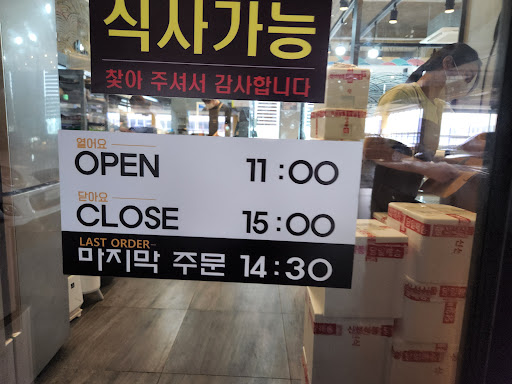 식사가능
찾아 주셔서 감사합니다
열어요
OPEN 11:00
닫아요
CLOSE 15:00
LAST ORDER
마지막 주문 14:30